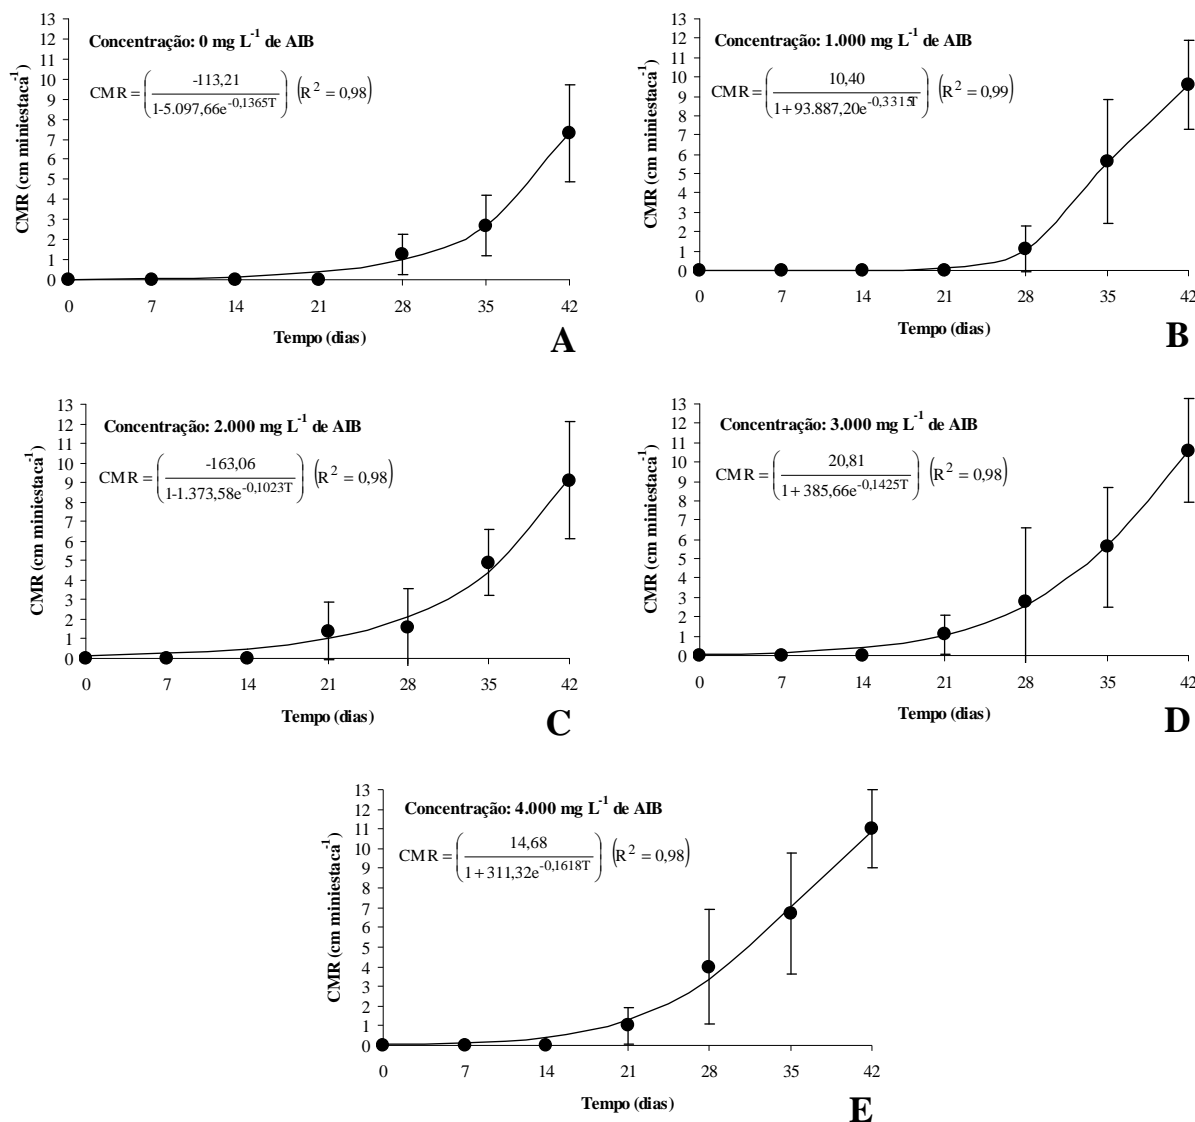 Concentração: 0 mg L⁻¹ de AIB
CMR = (-113,21 / 1-5.097,66e^-0,1365T) (R² = 0,98)
CMR (cm miniestaca⁻¹)
13
12
11
10
9
8
7
6
5
4
3
2
1
0
0 7 14 21 28 35 42
Tempo (dias)
A
Concentração: 1.000 mg L⁻¹ de AIB
CMR = (10,40 / 1+93.887,20e^-0,3315T) (R² = 0,99)
CMR (cm miniestaca⁻¹)
13
12
11
10
9
8
7
6
5
4
3
2
1
0
0 7 14 21 28 35 42
Tempo (dias)
B
Concentração: 2.000 mg L⁻¹ de AIB
CMR = (-163,06 / 1-1.373,58e^-0,1023T) (R² = 0,98)
CMR (cm miniestaca⁻¹)
13
12
11
10
9
8
7
6
5
4
3
2
1
0
0 7 14 21 28 35 42
Tempo (dias)
C
Concentração: 3.000 mg L⁻¹ de AIB
CMR = (20,81 / 1+385,66e^-0,1425T) (R² = 0,98)
CMR (cm miniestaca⁻¹)
13
12
11
10
9
8
7
6
5
4
3
2
1
0
0 7 14 21 28 35 42
Tempo (dias)
D
Concentração: 4.000 mg L⁻¹ de AIB
CMR = (14,68 / 1+311,32e^-0,1618T) (R² = 0,98)
CMR (cm miniestaca⁻¹)
13
12
11
10
9
8
7
6
5
4
3
2
1
0
0 7 14 21 28 35 42
Tempo (dias)
E